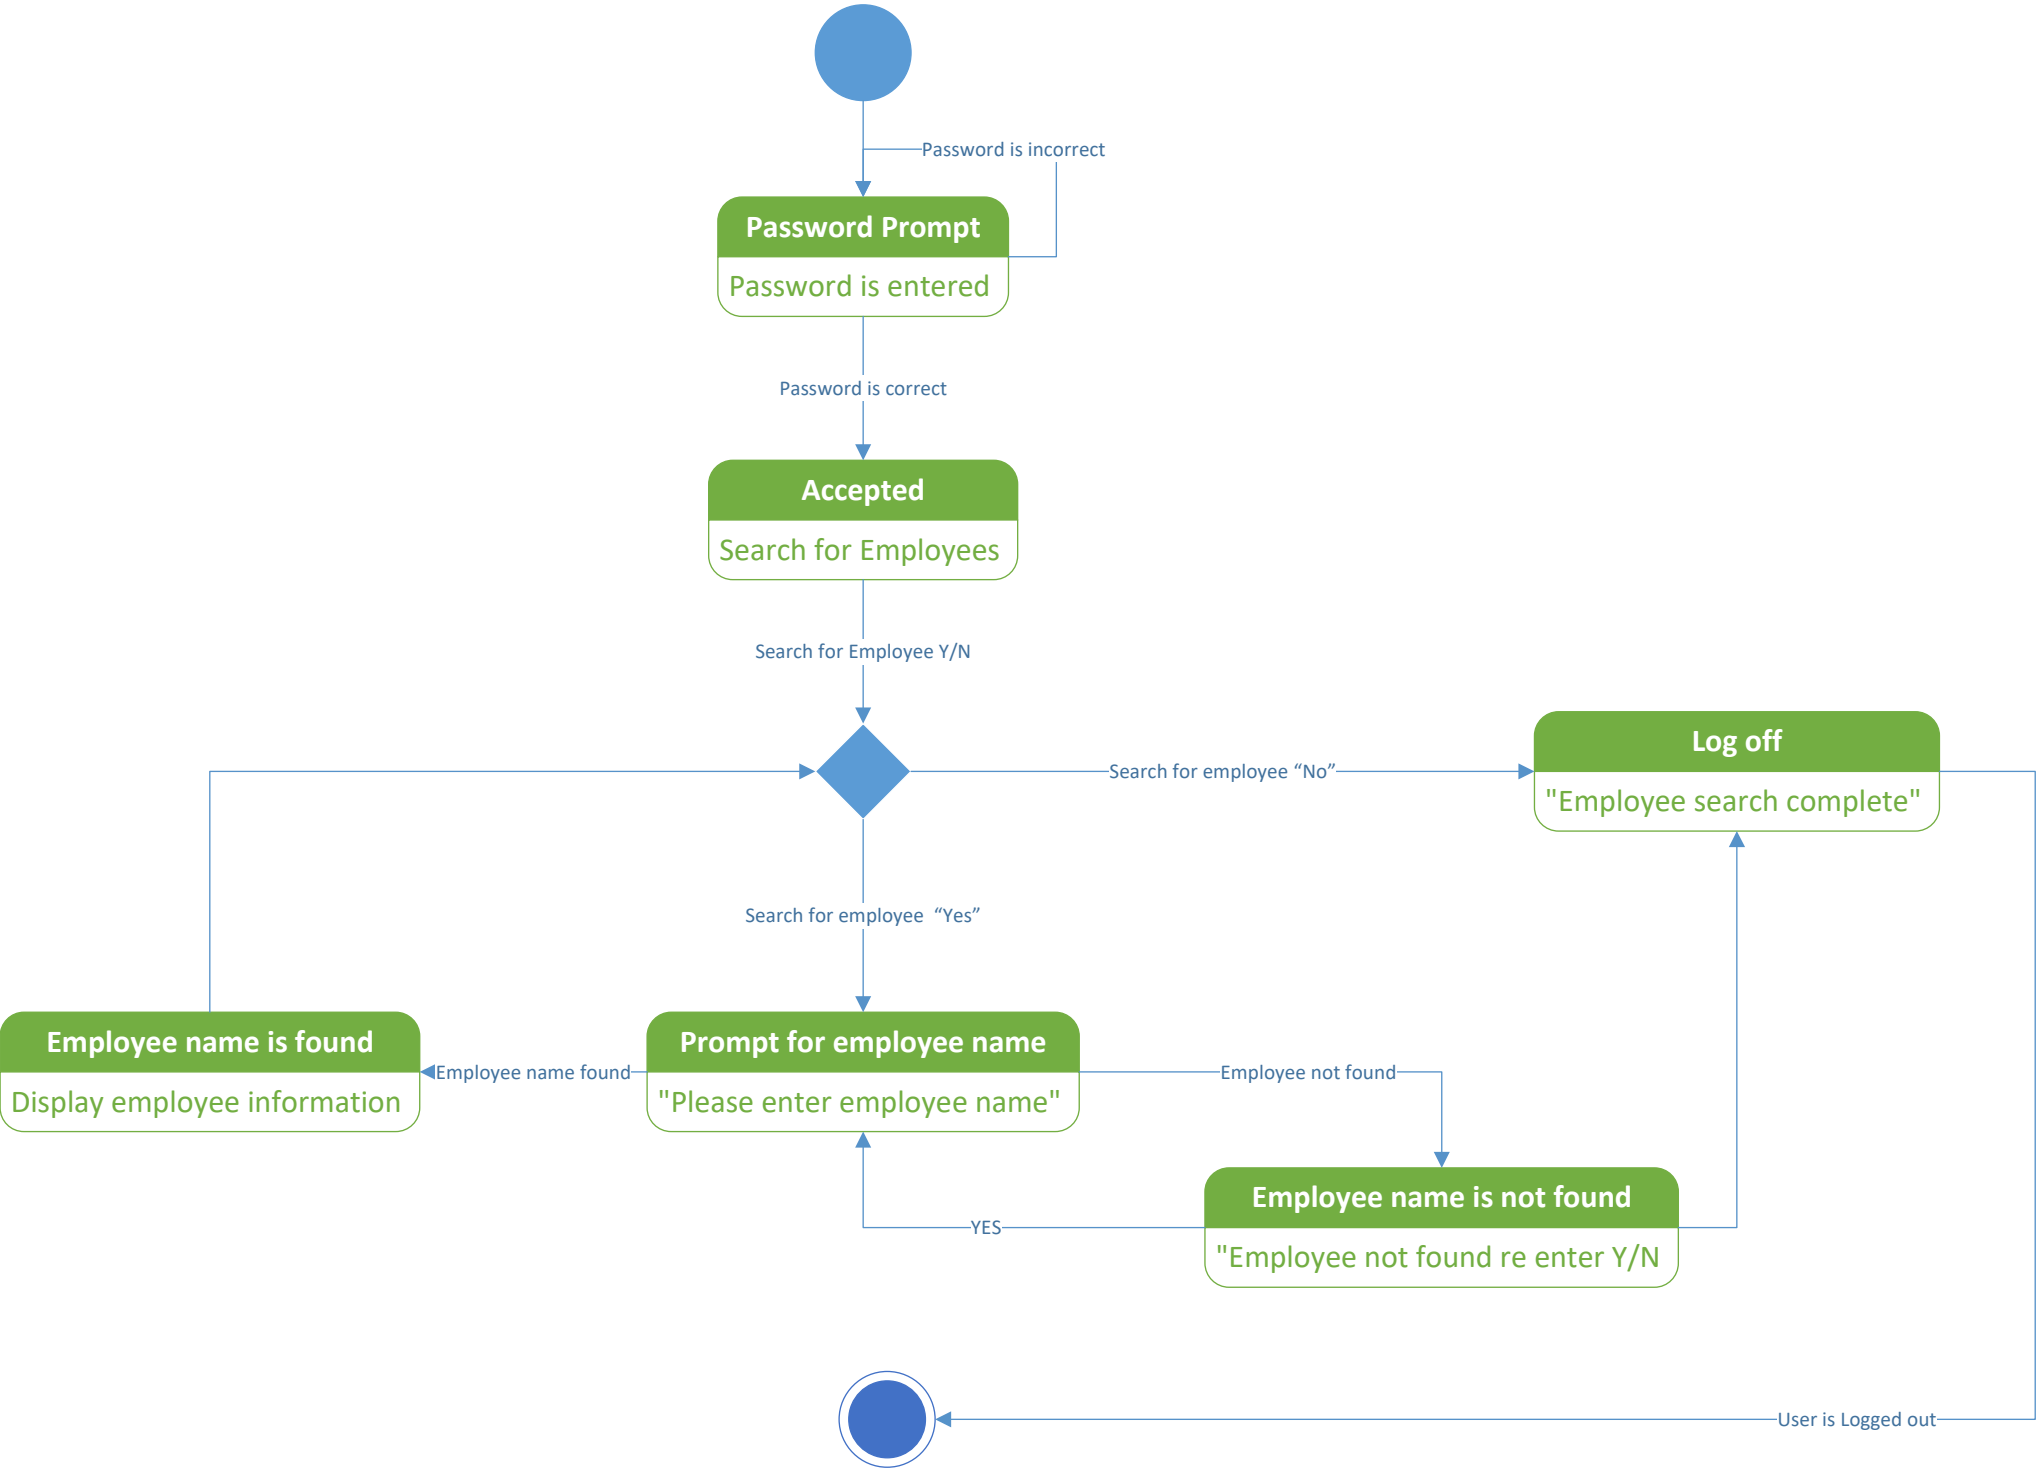 Password is incorrect
Password Prompt
Password is entered
Password is correct
Accepted
Search for Employees
Search for Employee Y/N
Log off
Search for employee “No”
"Employee search complete"
Search for employee “Yes”
Employee name is found
Prompt for employee name
Employee name found
Employee not found
Display employee information
"Please enter employee name"
Employee name is not found
YES
"Employee not found re enter Y/N
User is Logged out